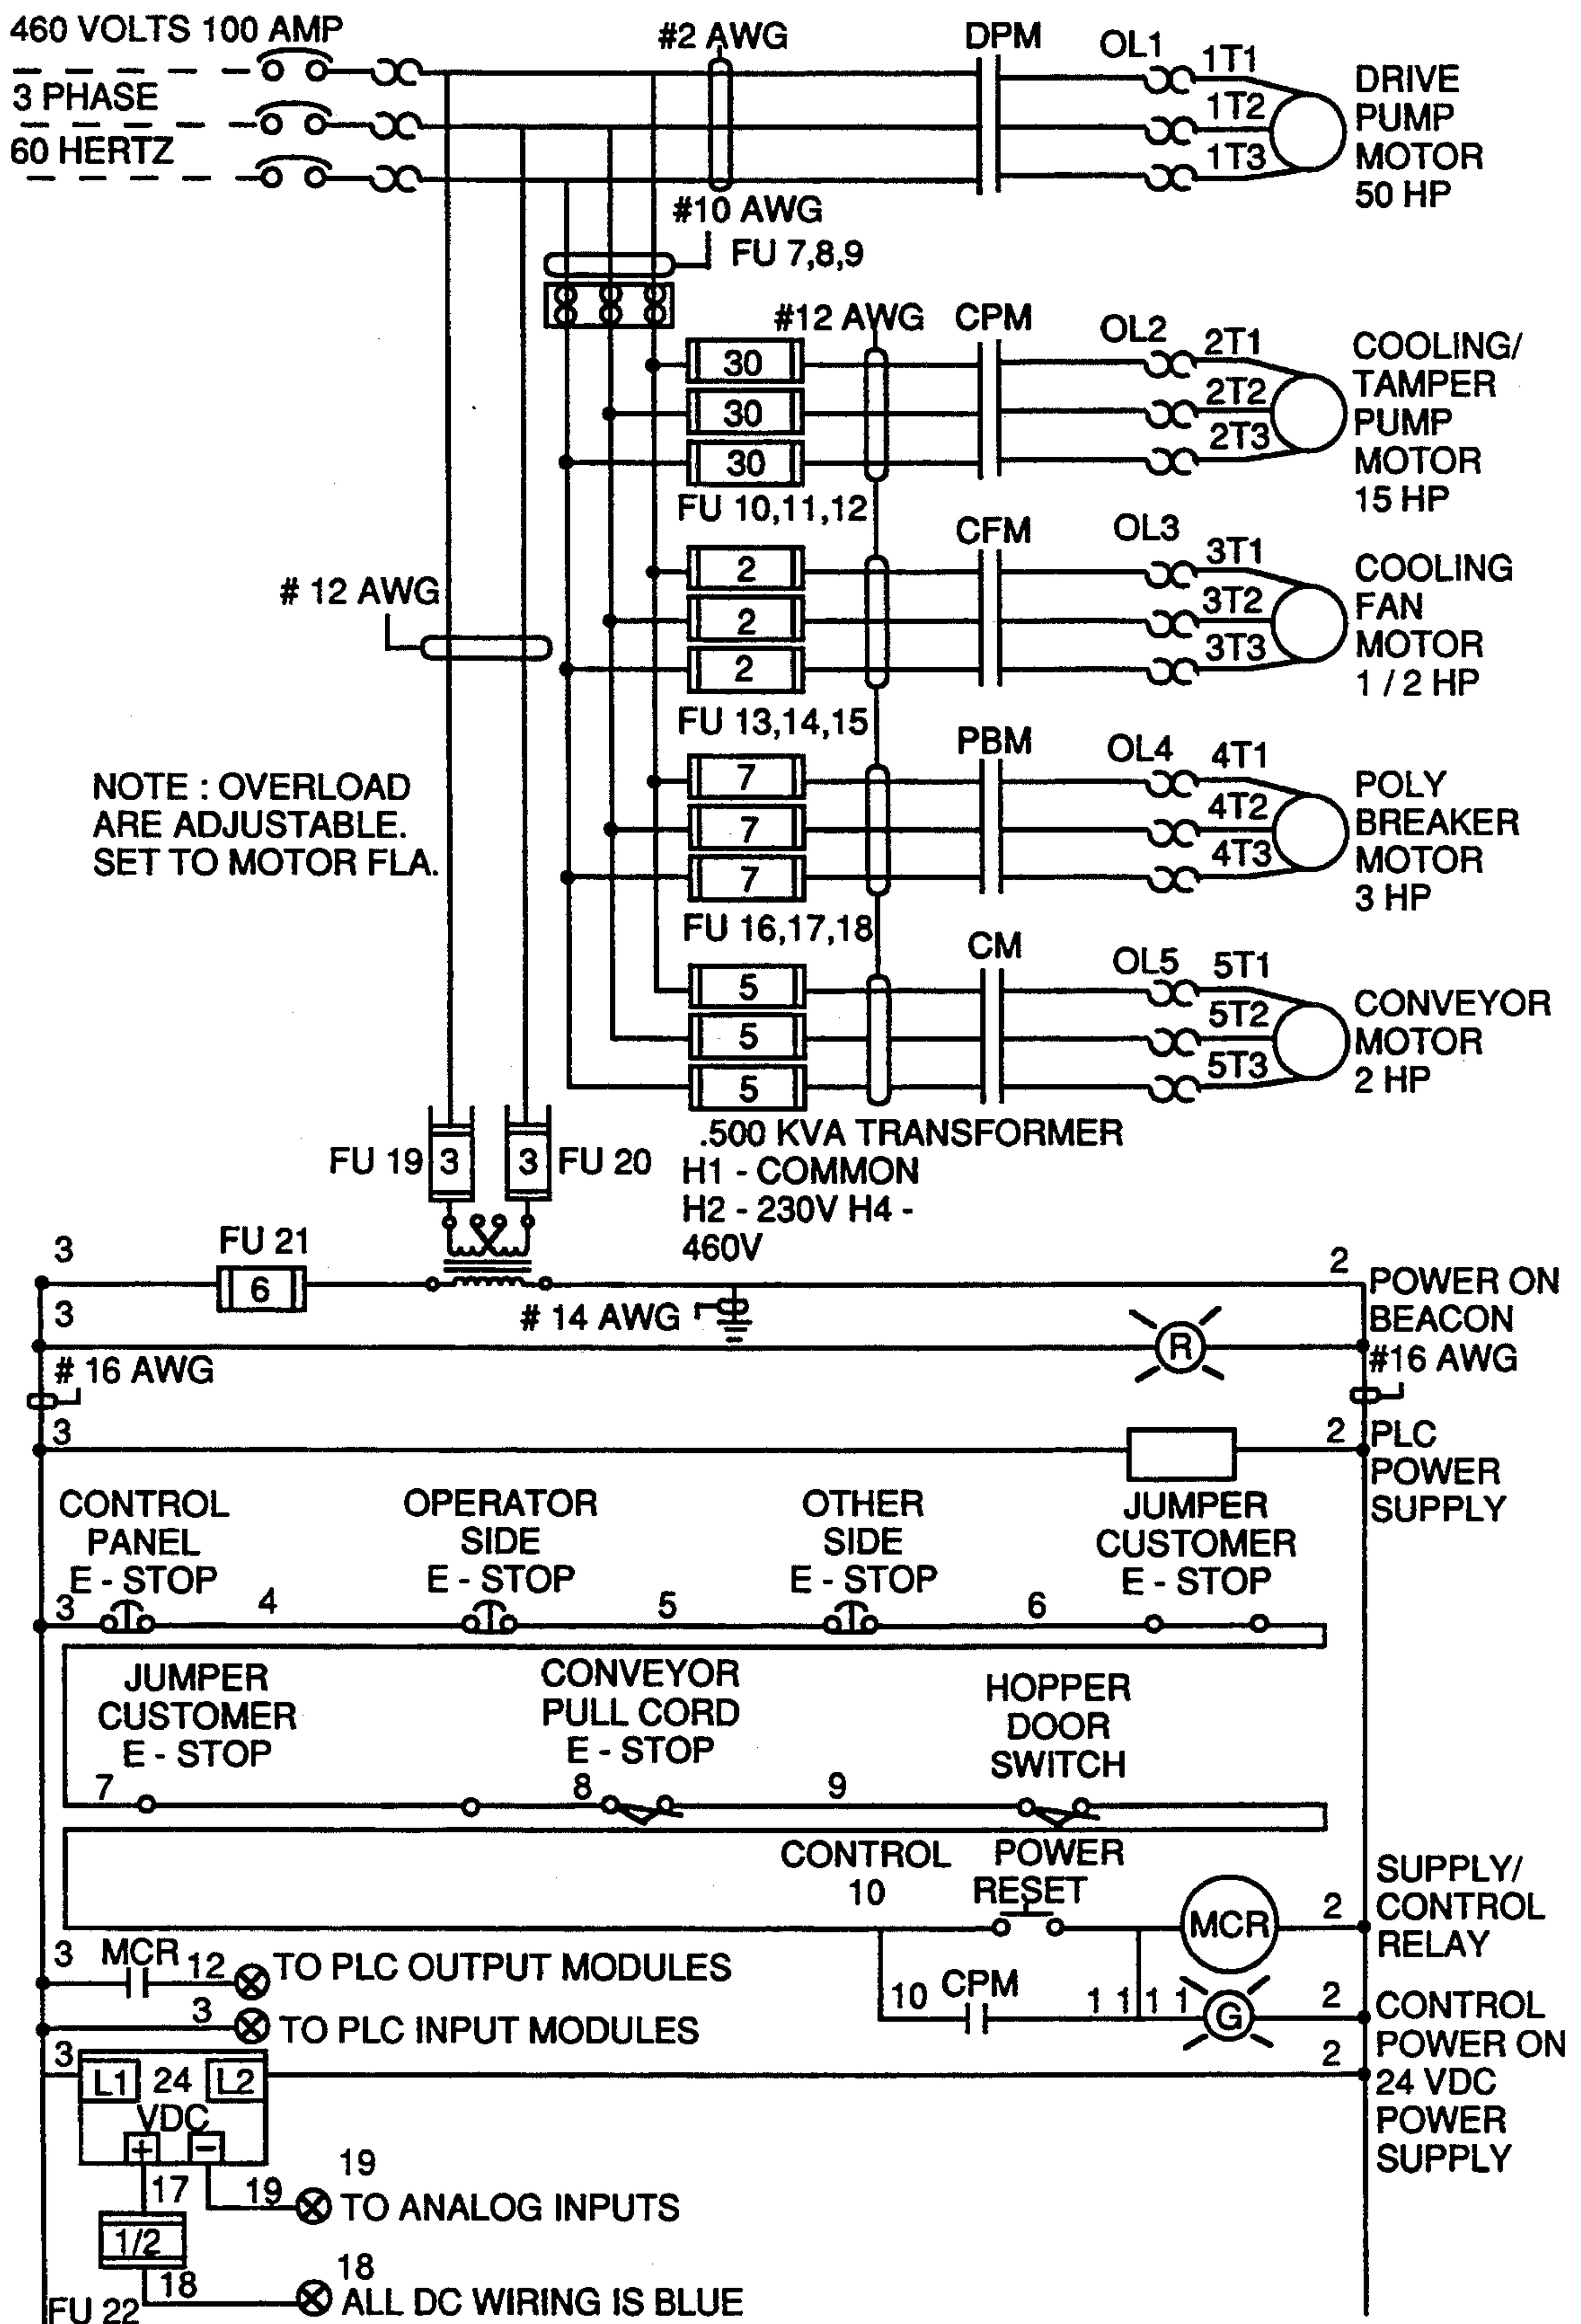 460 VOLTS 100 AMP
3 PHASE
60 HERTZ
#2 AWG
DPM
OL1
1T1
1T2
1T3
DRIVE
PUMP
MOTOR
50 HP
#10 AWG
FU 7,8,9
#12 AWG
CPM
OL2
2T1
2T2
2T3
COOLING/
TAMPER
PUMP
MOTOR
15 HP
30
30
30
FU 10,11,12
CFM
OL3
3T1
3T2
3T3
COOLING
FAN
MOTOR
1 / 2 HP
2
2
2
FU 13,14,15
# 12 AWG
NOTE : OVERLOAD
ARE ADJUSTABLE.
SET TO MOTOR FLA.
PBM
OL4
4T1
4T2
4T3
POLY
BREAKER
MOTOR
3 HP
7
7
7
FU 16,17,18
CM
OL5
5T1
5T2
5T3
CONVEYOR
MOTOR
2 HP
5
5
5
.500 KVA TRANSFORMER
H1 - COMMON
H2 - 230V H4 -
460V
FU 19
3
3
FU 20
3
FU 21
6
2
POWER ON
BEACON
# 14 AWG
3
R
#16 AWG
# 16 AWG
3
2
PLC
POWER
SUPPLY
CONTROL
PANEL
E - STOP
OPERATOR
SIDE
E - STOP
OTHER
SIDE
E - STOP
JUMPER
CUSTOMER
E - STOP
3
4
5
6
JUMPER
CUSTOMER
E - STOP
CONVEYOR
PULL CORD
E - STOP
HOPPER
DOOR
SWITCH
7
8
9
CONTROL POWER
10
RESET
MCR
2
SUPPLY/
CONTROL
RELAY
3
MCR
12
TO PLC OUTPUT MODULES
10
CPM
1 1 1 1
G
2
CONTROL
POWER ON
3
TO PLC INPUT MODULES
3
L1
24
L2
VDC
+
−
2
24 VDC
POWER
SUPPLY
17
19
19
TO ANALOG INPUTS
1/2
18
18
ALL DC WIRING IS BLUE
FU 22